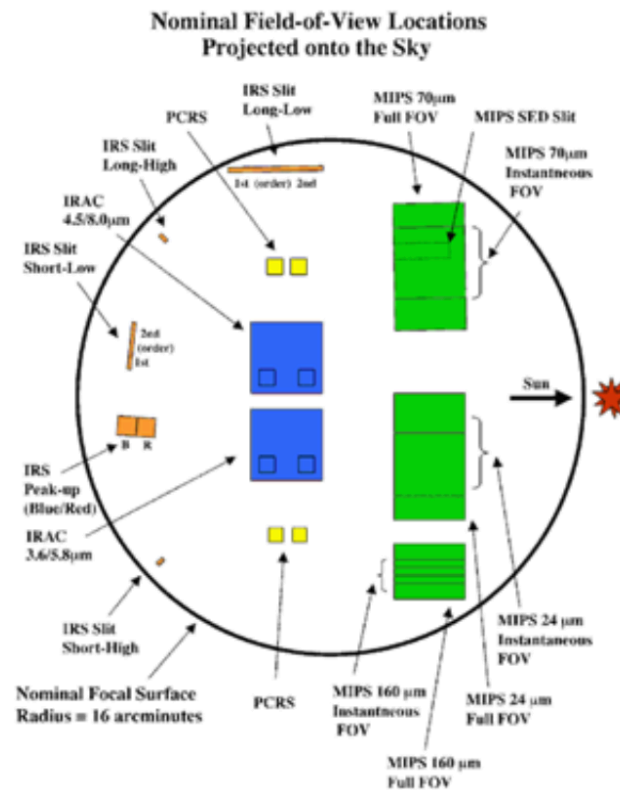 Nominal Field-of-View Locations
Projected onto the Sky
IRS Slit
Long-Low
PCRS
MIPS 70μm
Full FOV
MIPS SED Slit
IRS Slit
Long-High
MIPS 70μm
Instantneous
FOV
1st (order) 2nd
IRAC
4.5/8.0μm
IRS Slit
Short-Low
2nd
(order)
1st
Sun
B R
IRS
Peak-up
(Blue/Red)
IRAC
3.6/5.8μm
IRS Slit
Short-High
MIPS 24 μm
Instantaneous
FOV
Nominal Focal Surface
Radius = 16 arcminutes
PCRS
MIPS 160 μm
Instantneous
FOV
MIPS 24 μm
Full FOV
MIPS 160 μm
Full FOV